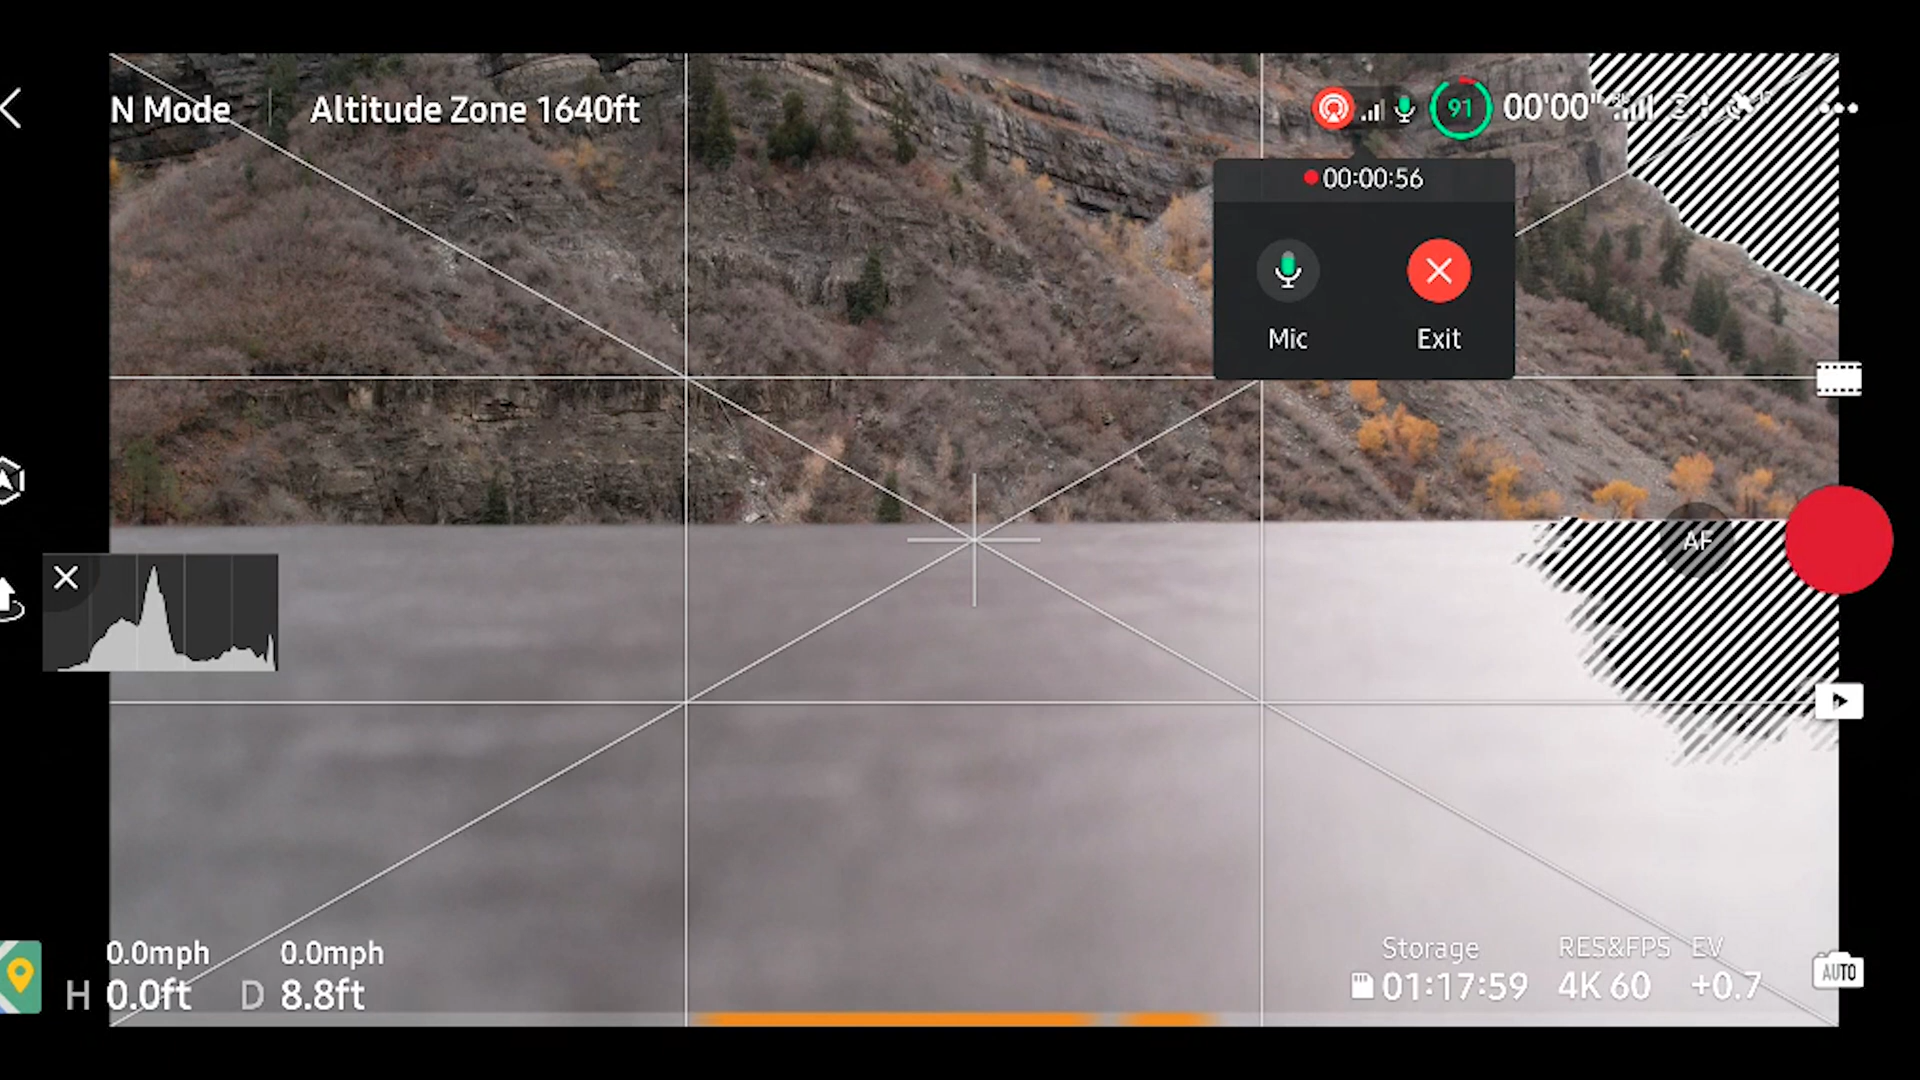 N Mode
Altitude Zone 1640ft
91
00'00"
00:00:56
Mic
Exit
AF
0.0mph
0.0mph
H 0.0ft
D 8.8ft
Storage
01:17:59
RES&FPS
4K 60
EV
+0.7
AUTO